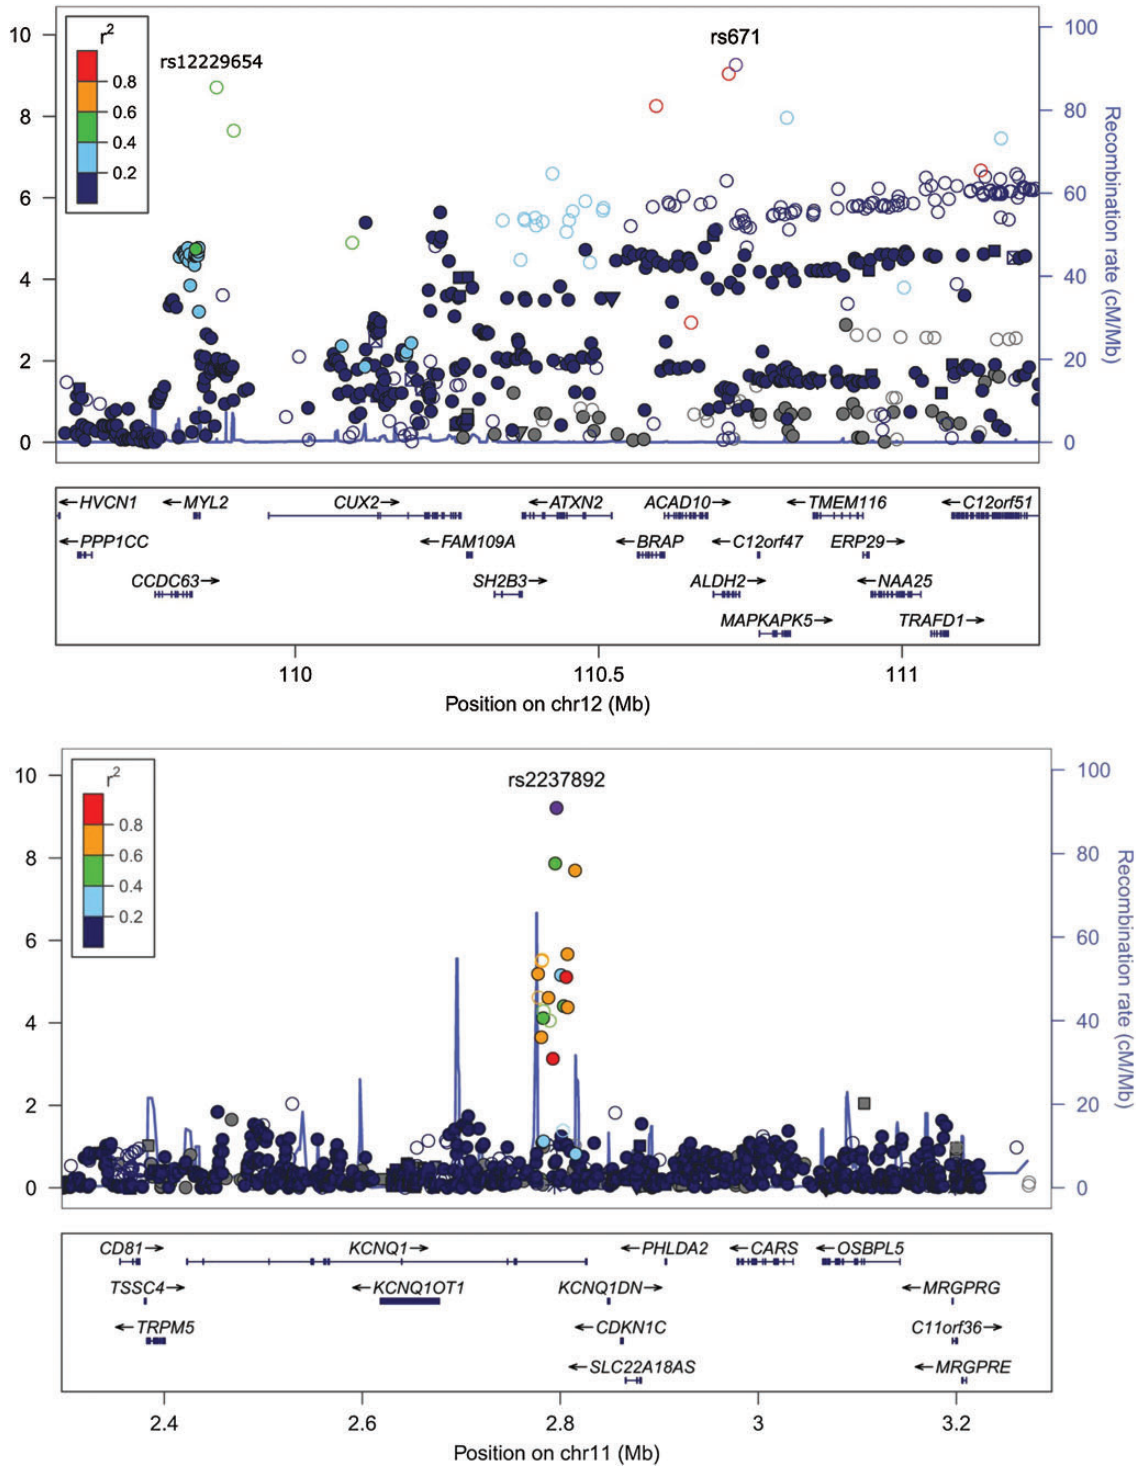 r2
0.8
0.6
0.4
0.2
rs12229654
rs671
10
8
6
4
2
0
100
80
60
40
20
0
Recombination rate (cM/Mb)
←HVCN1 ←MYL2 CUX2→ ←ATXN2 ACAD10→ ←TMEM116 ←C12orf51
←PPP1CC ←FAM109A ←BRAP ←C12orf47 ERP29→
CCDC63→ SH2B3→ ALDH2→ ←NAA25
MAPKAPK5→ TRAFD1→
110 110.5 111
Position on chr12 (Mb)
r2
0.8
0.6
0.4
0.2
rs2237892
10
8
6
4
2
0
100
80
60
40
20
0
Recombination rate (cM/Mb)
CD81→ KCNQ1→ ←PHLDA2 ←CARS ←OSBPL5
TSSC4→ ←KCNQ1OT1 KCNQ1DN→ ←MRGPRG
←TRPM5 ←CDKN1C C11orf36→
←SLC22A18AS ←MRGPRE
2.4 2.6 2.8 3 3.2
Position on chr11 (Mb)